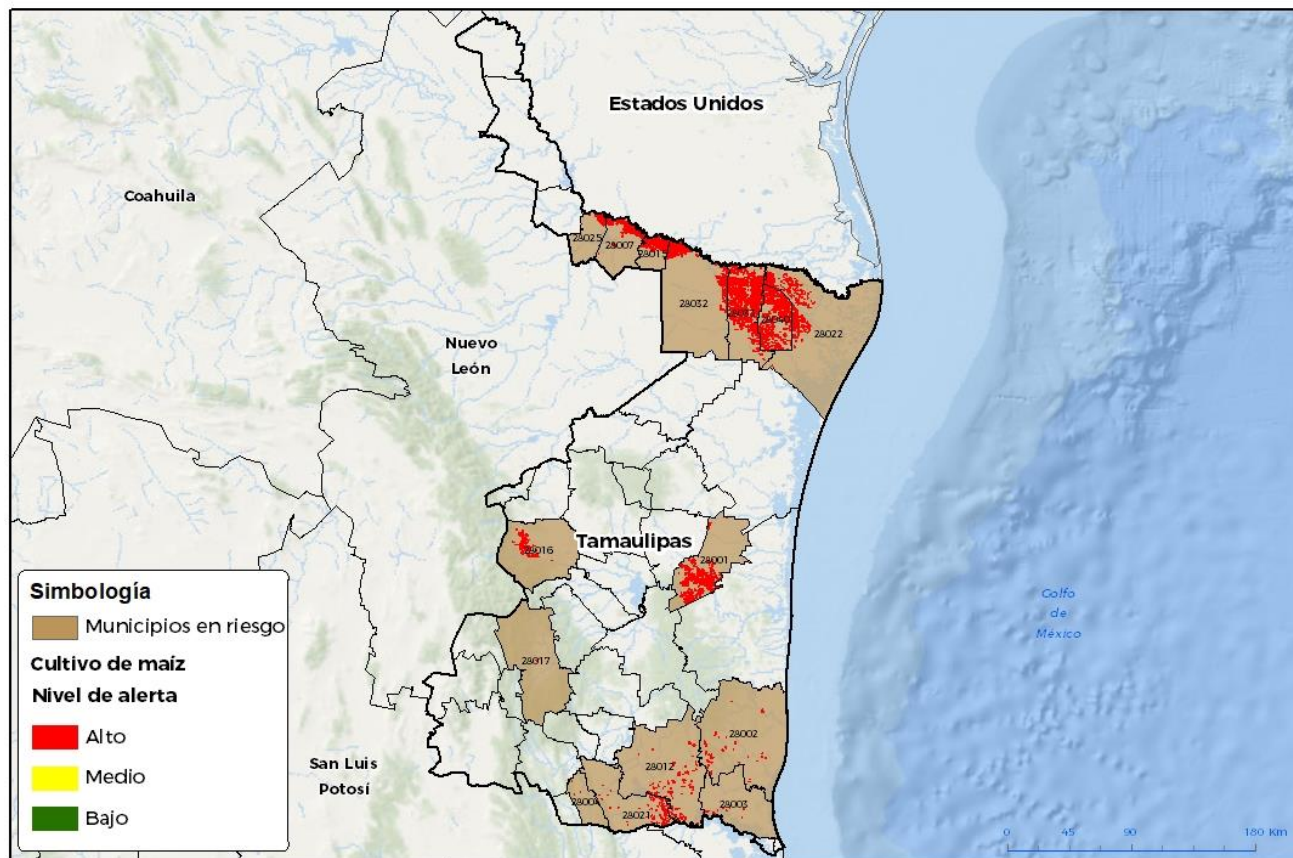 Estados Unidos
Coahuila
28025
28007
28015
28032
28022
Nuevo
León
Tamaulipas
28016
28001
28017
28002
28012
28004
28021
28003
San Luis
Potosí
Golfo
de
México
Simbología
Municipios en riesgo
Cultivo de maíz
Nivel de alerta
Alto
Medio
Bajo
0 45 90 180 Km